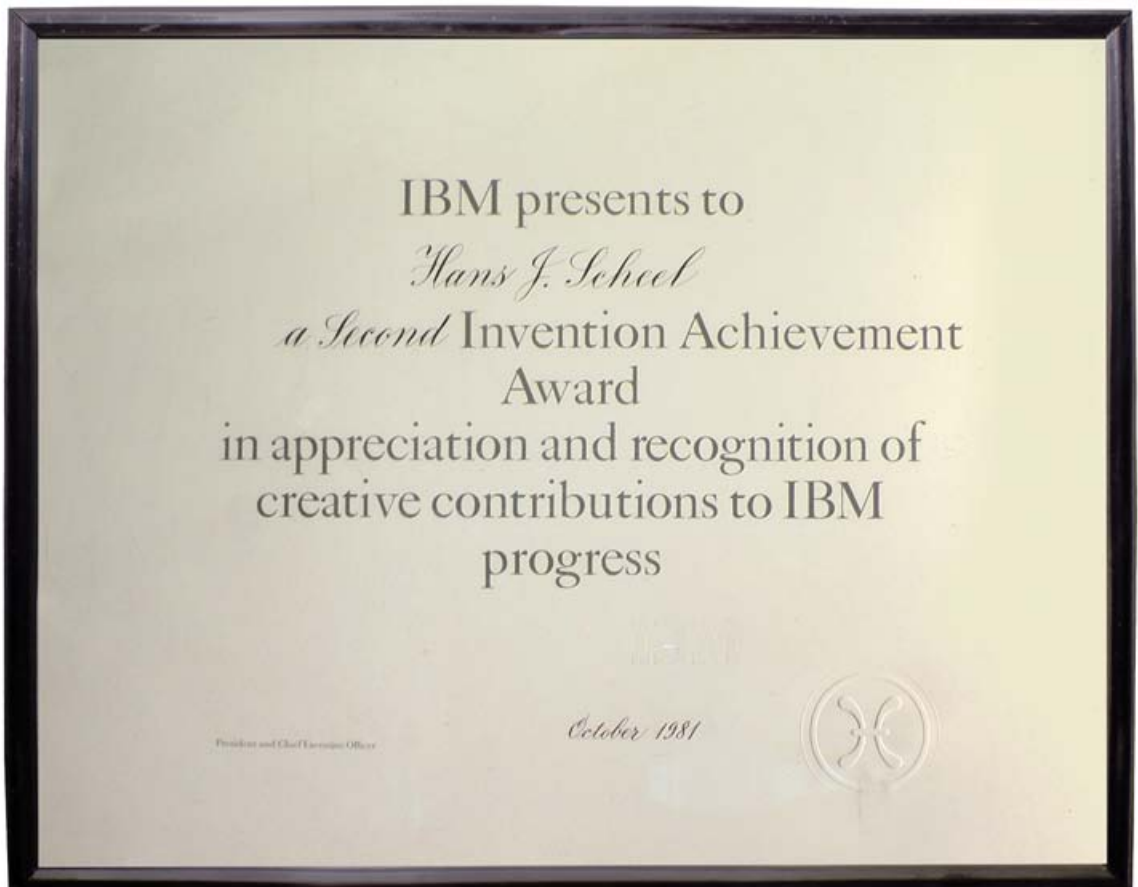 IBM presents to
Hans J. Scheel
a Second Invention Achievement
Award
in appreciation and recognition of
creative contributions to IBM
progress
October 1981
President and Chief Executive Officer